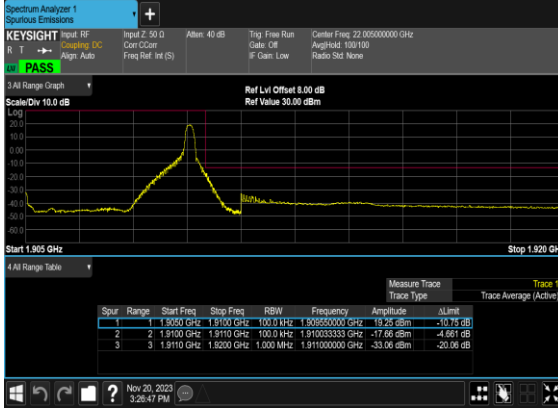 Spectrum Analyzer 1
Spurious Emissions
+
KEYSIGHT Input: RF Input Z: 50 Ω Atten: 40 dB Trig: Free Run Center Freq: 22.005000000 GHz
R T Coupling: DC Corr CCorr Gate: Off Avg|Hold: 100/100
Align: Auto Freq Ref: Int (S) IF Gain: Low Radio Std: None
PASS
3 All Range Graph
Ref Lvl Offset 8.00 dB
Scale/Div 10.0 dB Ref Value 30.00 dBm
Log
20.0
10.0
0.00
-10.0
-20.0
-30.0
-40.0
-50.0
-60.0
Start 1.905 GHz Stop 1.920 GH
4 All Range Table
Measure Trace Trace 1
Trace Type Trace Average (Active)
Spur Range Start Freq Stop Freq RBW Frequency Amplitude ΔLimit
1 1 1.9050 GHz 1.9100 GHz 100.0 kHz 1.909550000 GHz 19.25 dBm -10.75 dB
2 2 1.9100 GHz 1.9110 GHz 100.0 kHz 1.910033333 GHz -17.66 dBm -4.661 dB
3 3 1.9110 GHz 1.9200 GHz 1.000 MHz 1.911000000 GHz -33.06 dBm -20.06 dB
? Nov 20, 2023
3:26:47 PM